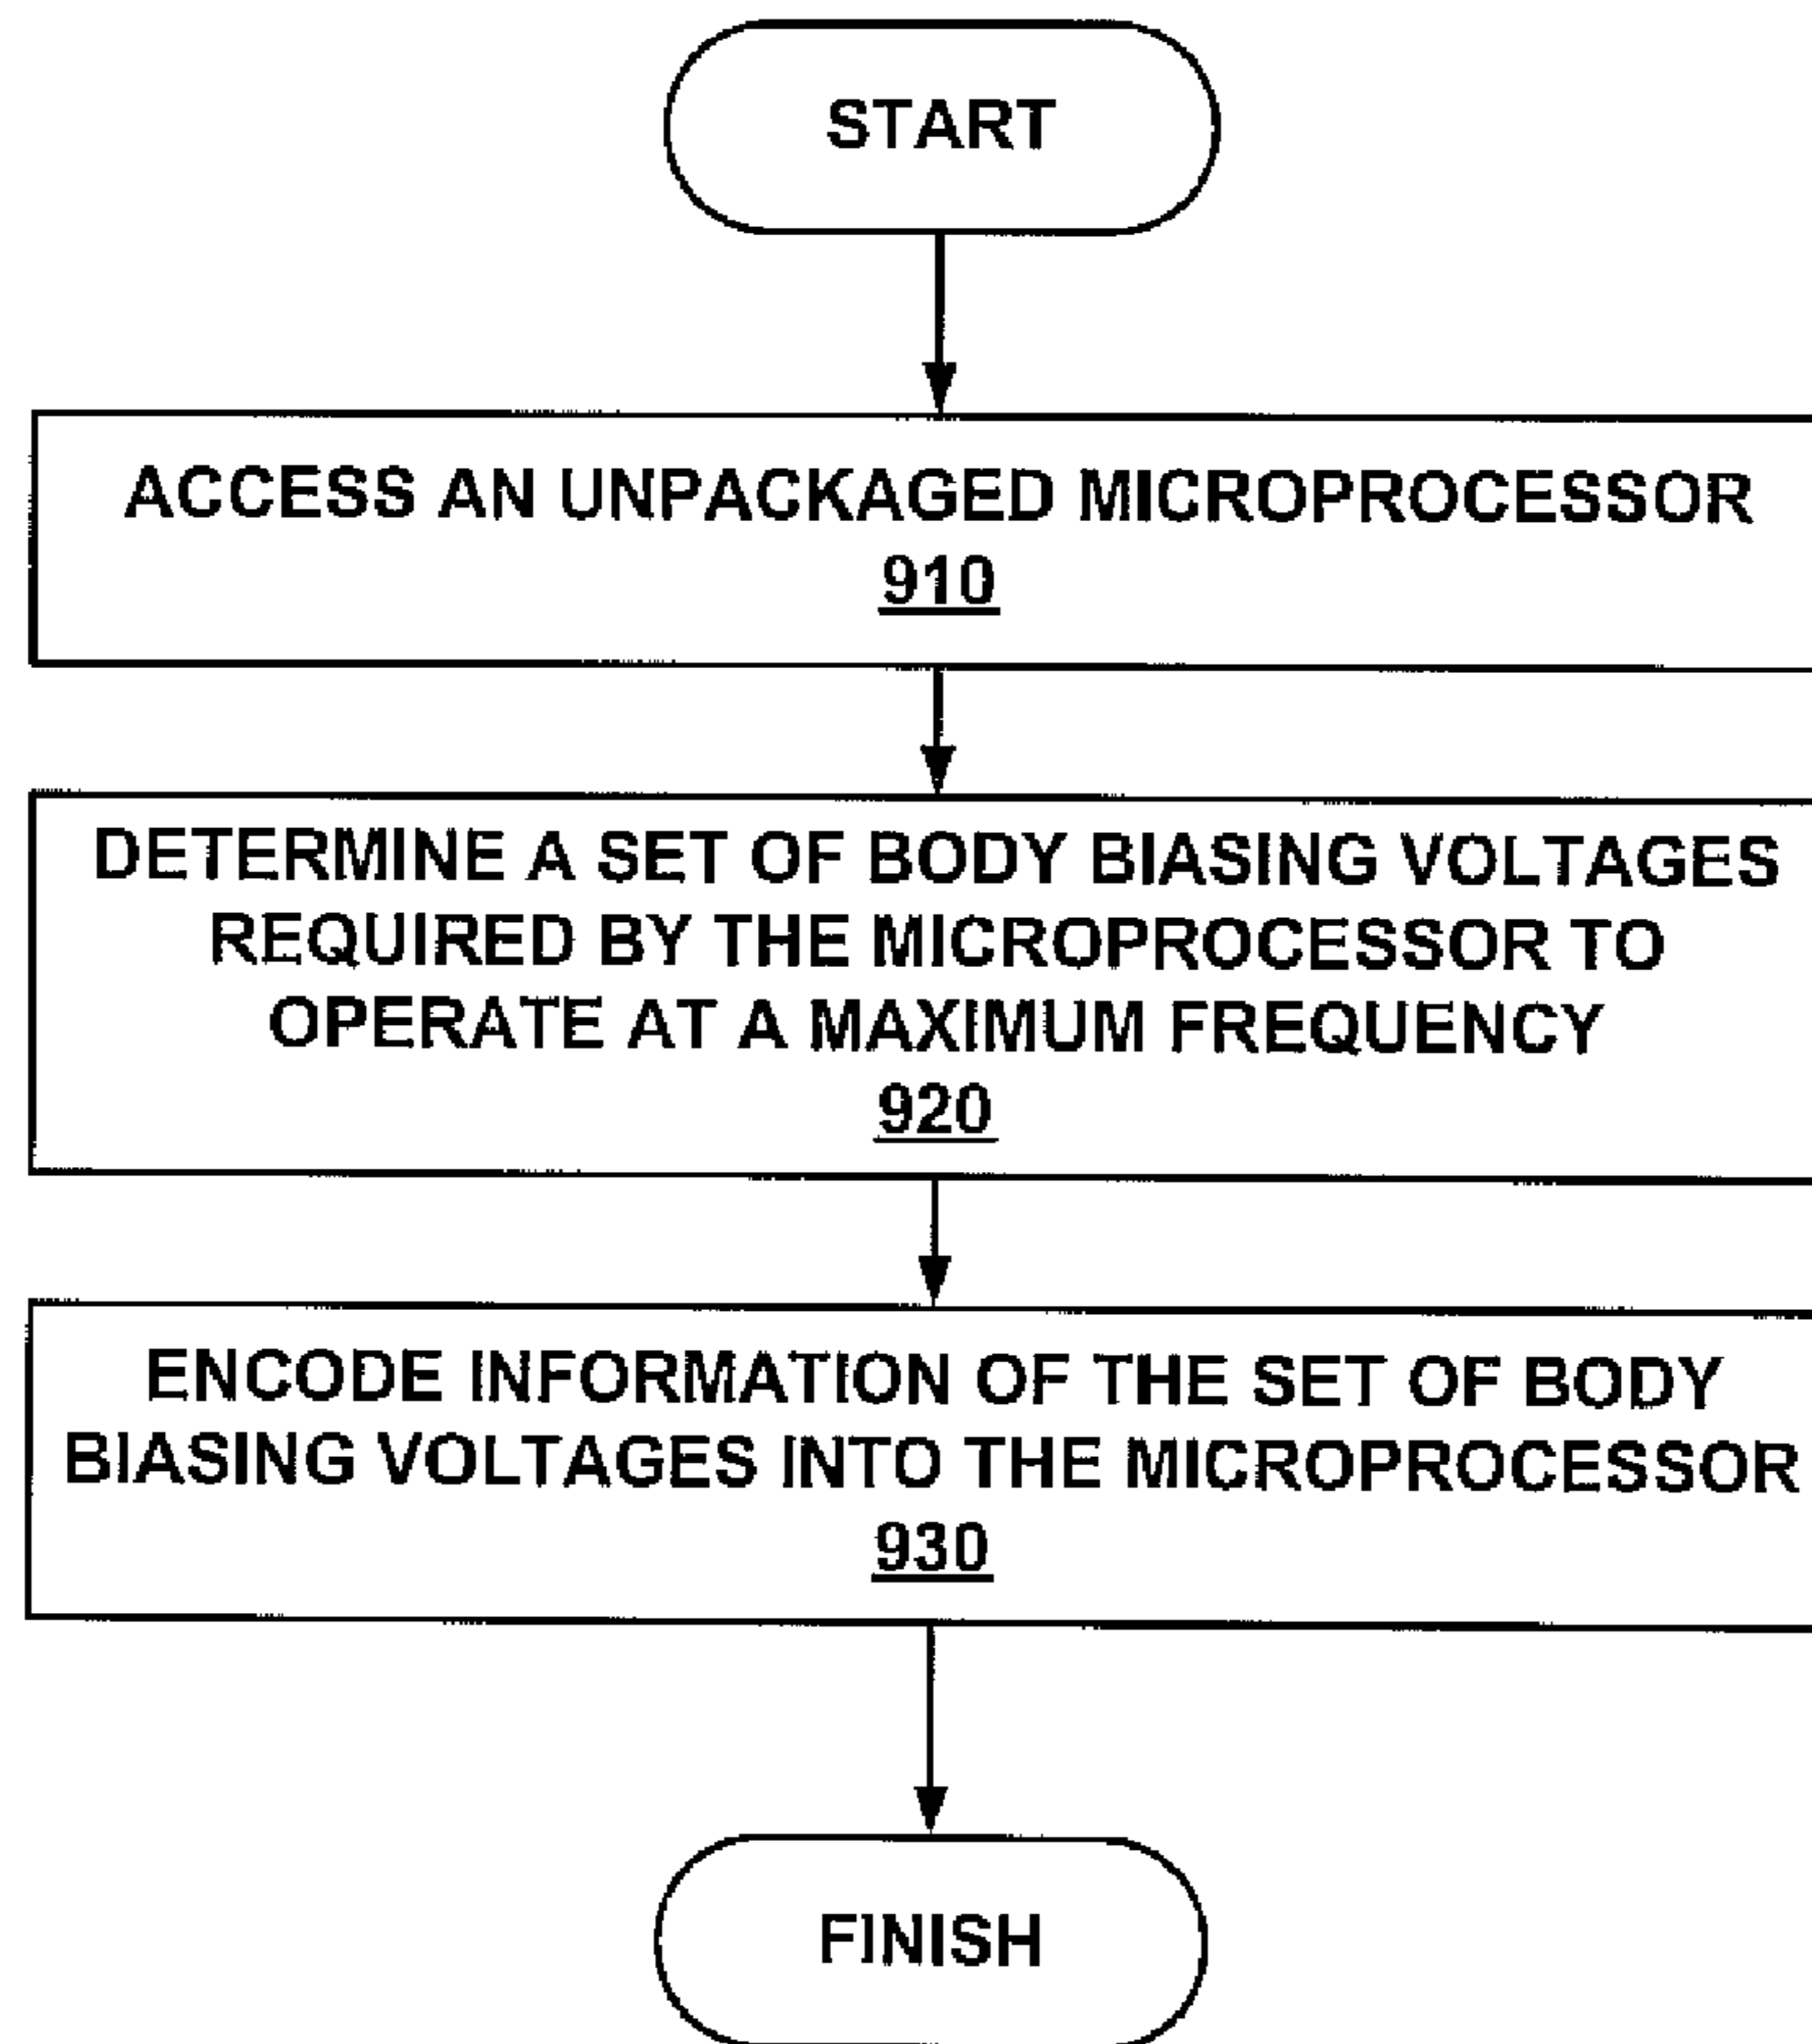 START
ACCESS AN UNPACKAGED MICROPROCESSOR
910
DETERMINE A SET OF BODY BIASING VOLTAGES
REQUIRED BY THE MICROPROCESSOR TO
OPERATE AT A MAXIMUM FREQUENCY
920
ENCODE INFORMATION OF THE SET OF BODY
BIASING VOLTAGES INTO THE MICROPROCESSOR
930
FINISH